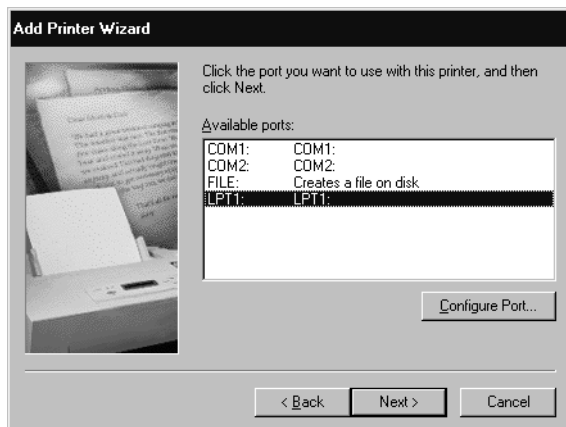 Add Printer Wizard
Click the port you want to use with this printer, and then
click Next.
Available ports:
COM1: COM1:
COM2: COM2:
FILE: Creates a file on disk
LPT1: LPT1:
Configure Port...
< Back Next > Cancel